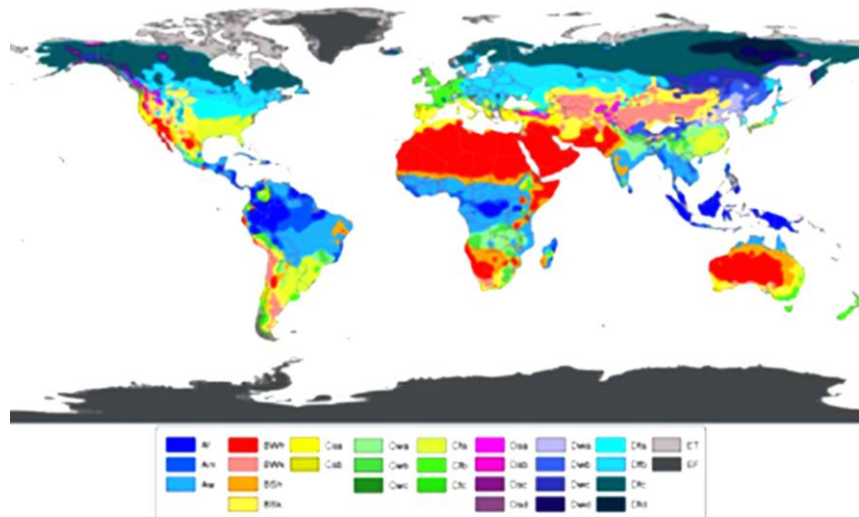 Af BWh Csa Cwa Cfa Dsa Dwa Dfa ET
Am BWk Csb Cwb Cfb Dsb Dwb Dfb EF
Aw BSh Cwc Cfc Dsc Dwc Dfc
BSk Dsd Dwd Dfd